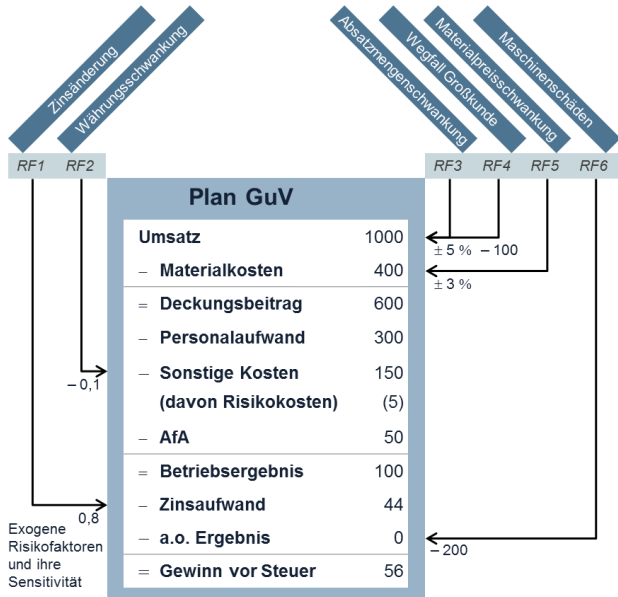 Zinsänderung
Währungsschwankung
Absatzmengenschwankung
Wegfall Großkunde
Materialpreisschwankung
Maschinenschäden
RF1 RF2 RF3 RF4 RF5 RF6
Plan GuV
Umsatz 1000
± 5 % – 100
– Materialkosten 400
± 3 %
= Deckungsbeitrag 600
– Personalaufwand 300
– Sonstige Kosten 150
– 0,1
(davon Risikokosten) (5)
– AfA 50
= Betriebsergebnis 100
– Zinsaufwand 44
0,8
– a.o. Ergebnis 0
– 200
= Gewinn vor Steuer 56
Exogene
Risikofaktoren
und ihre
Sensitivität